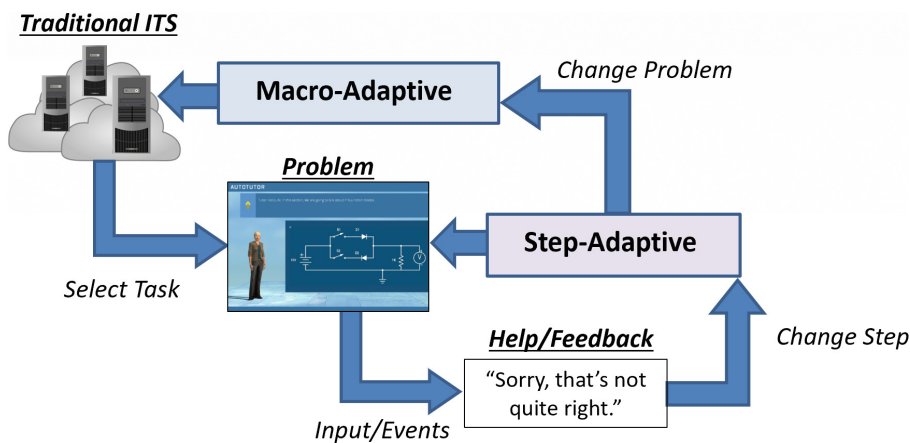 Traditional ITS
Macro-Adaptive
Change Problem
Problem
AUTOTUTOR
Step-Adaptive
Select Task
Help/Feedback
Change Step
“Sorry, that’s not
quite right.”
Input/Events